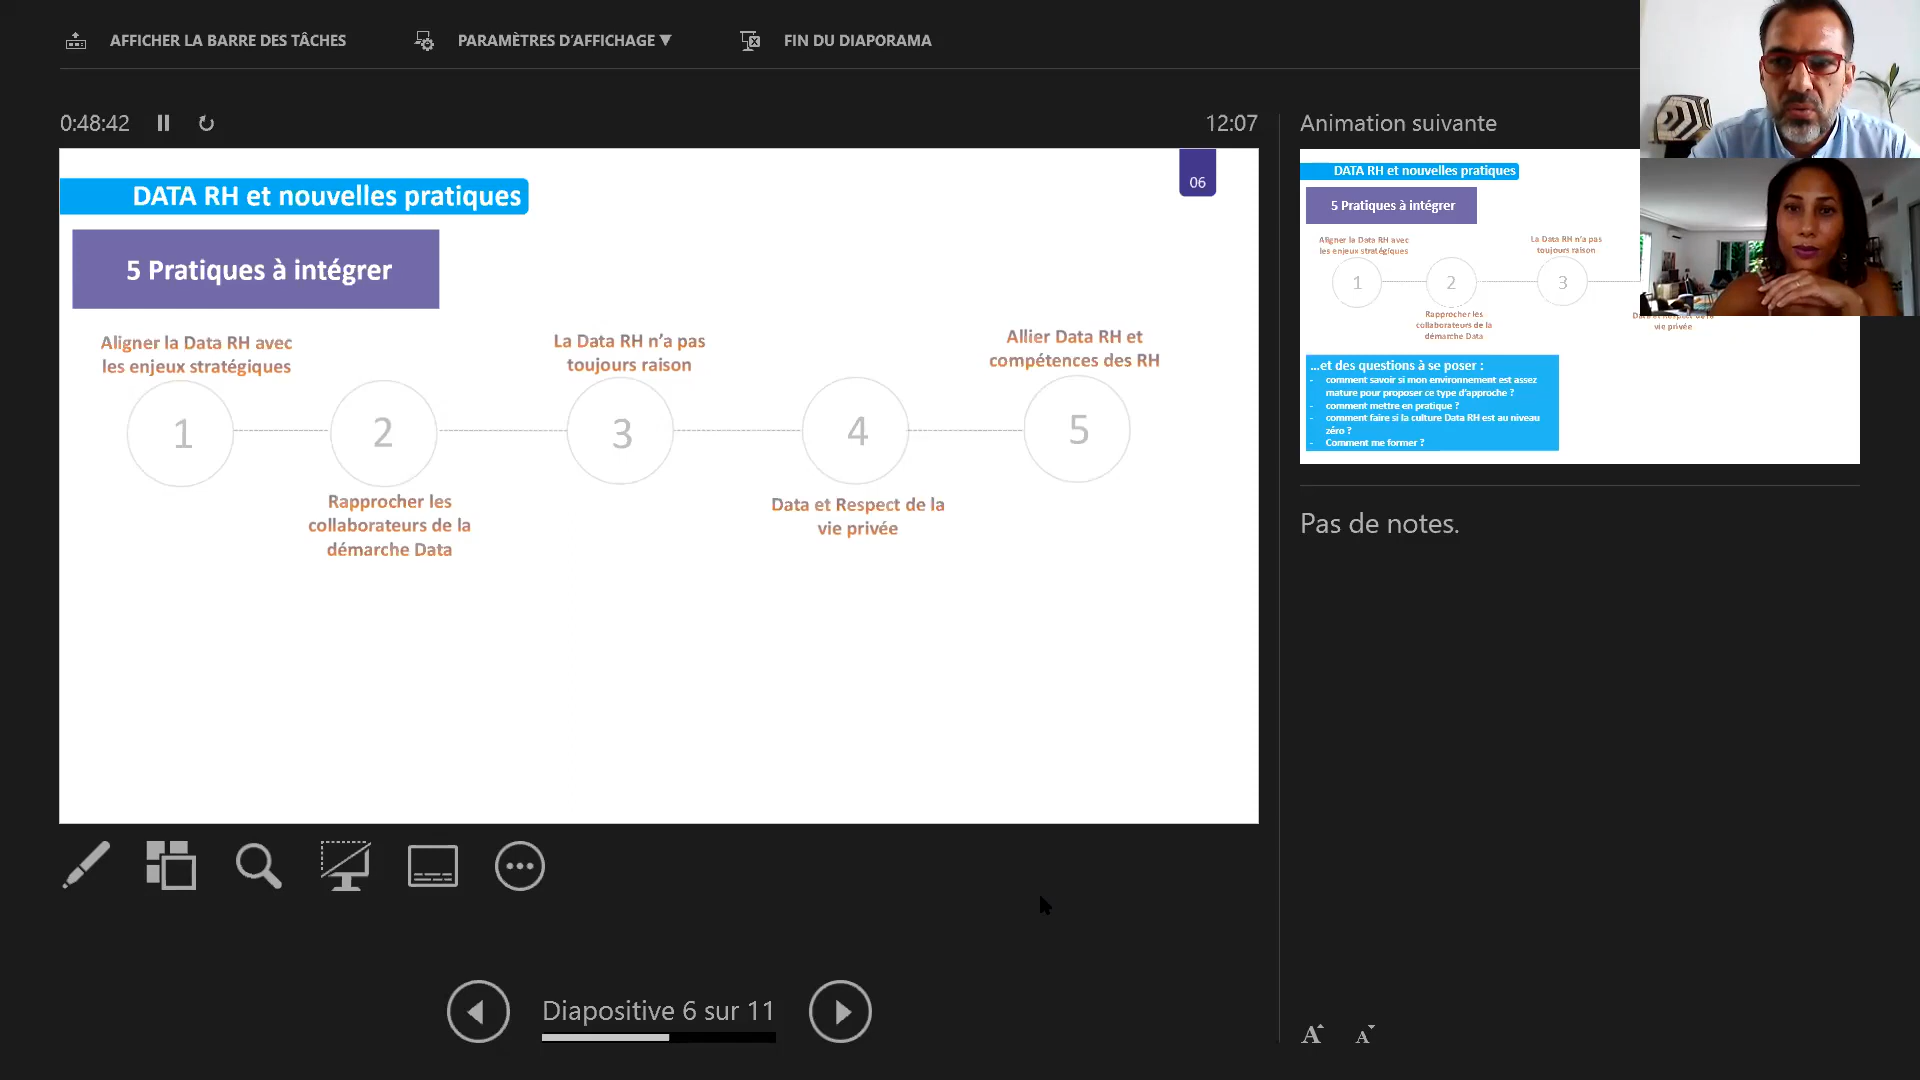 AFFICHER LA BARRE DES TÂCHES
PARAMÈTRES D'AFFICHAGE ▼
FIN DU DIAPORAMA
0:48:42
12:07
DATA RH et nouvelles pratiques
06
5 Pratiques à intégrer
Aligner la Data RH avec
les enjeux stratégiques
La Data RH n'a pas
toujours raison
Allier Data RH et
compétences des RH
1
2
3
4
5
Rapprocher les
collaborateurs de la
démarche Data
Data et Respect de la
vie privée
Diapositive 6 sur 11
Animation suivante
DATA RH et nouvelles pratiques
5 Pratiques à intégrer
Aligner la Data RH avec
les enjeux stratégiques
La Data RH n'a pas
toujours raison
1
2
3
Rapprocher les
collaborateurs de la
démarche Data
vie privée
...et des questions à se poser :
- comment savoir si mon environnement est assez
mature pour proposer ce type d'approche ?
- comment mettre en pratique ?
- comment faire si la culture Data RH est au niveau
zéro ?
- Comment me former ?
Pas de notes.
A A